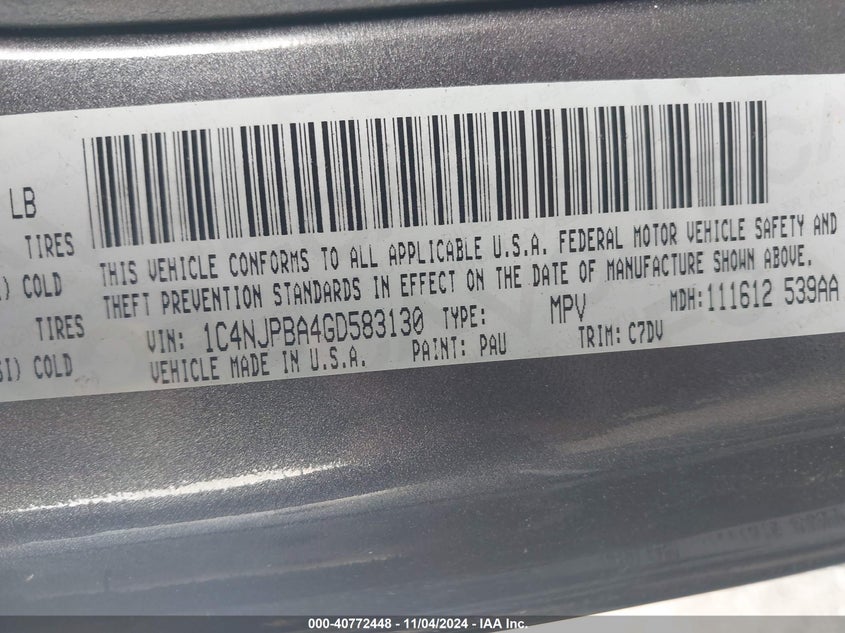 LB
TIRES
) COLD
TIRES
SI) COLD
THIS VEHICLE CONFORMS TO ALL APPLICABLE U.S.A. FEDERAL MOTOR VEHICLE SAFETY AND
THEFT PREVENTION STANDARDS IN EFFECT ON THE DATE OF MANUFACTURE SHOWN ABOVE.
VIN: 1C4NJPBA4GD583130 TYPE: MPV MDH:111612 539AA
VEHICLE MADE IN U.S.A. PAINT: PAU TRIM: C7DV
000-40772448 - 11/04/2024 - IAA Inc.